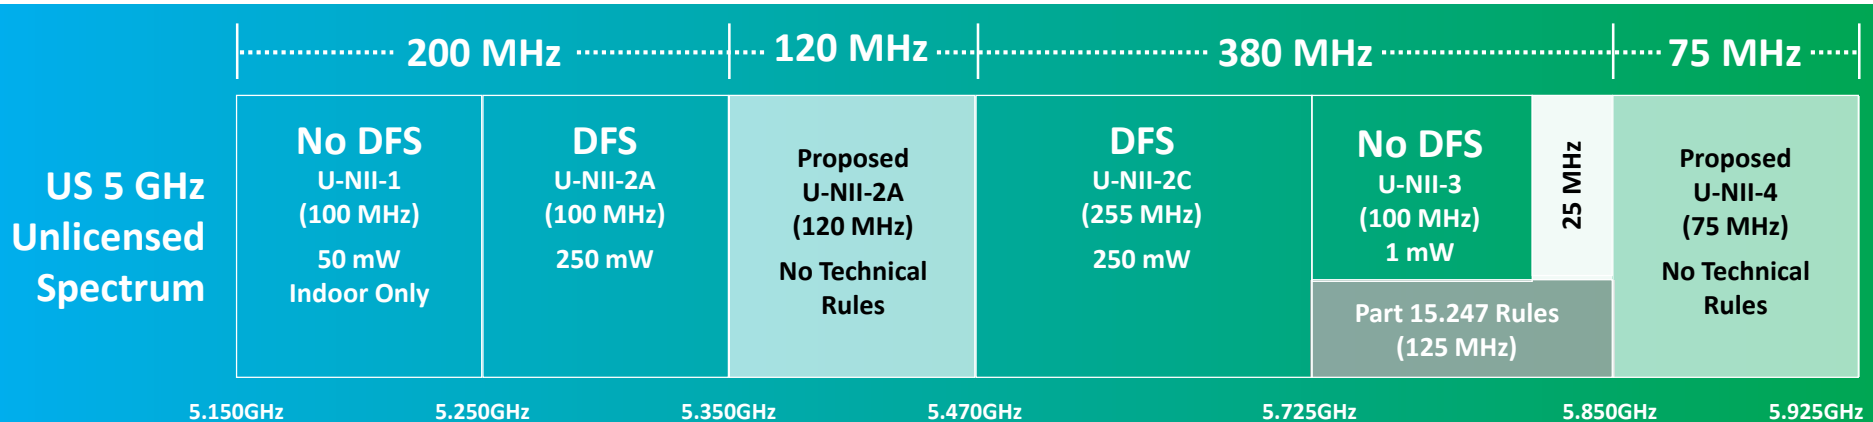 200 MHz
120 MHz
380 MHz
75 MHz
US 5 GHz
Unlicensed
Spectrum
No DFS
U-NII-1
(100 MHz)
50 mW
Indoor Only
DFS
U-NII-2A
(100 MHz)
250 mW
Proposed
U-NII-2A
(120 MHz)
No Technical
Rules
DFS
U-NII-2C
(255 MHz)
250 mW
No DFS
U-NII-3
(100 MHz)
1 mW
25 MHz
Part 15.247 Rules
(125 MHz)
Proposed
U-NII-4
(75 MHz)
No Technical
Rules
5.150GHz
5.250GHz
5.350GHz
5.470GHz
5.725GHz
5.850GHz
5.925GHz